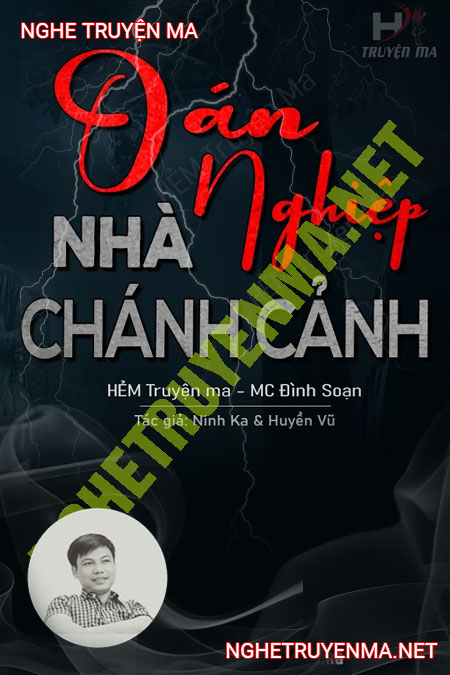 NGHE TRUYỆN MA
H
TRUYỆN MA
Oán
Nghiệp
NHÀ
CHÁNH CẢNH
HẺM Truyện ma - MC Đình Soạn
Tác giả: Ninh Ka & Huyền Vũ
NGHETRUYENMA.NET
NGHETRUYENMA.NET